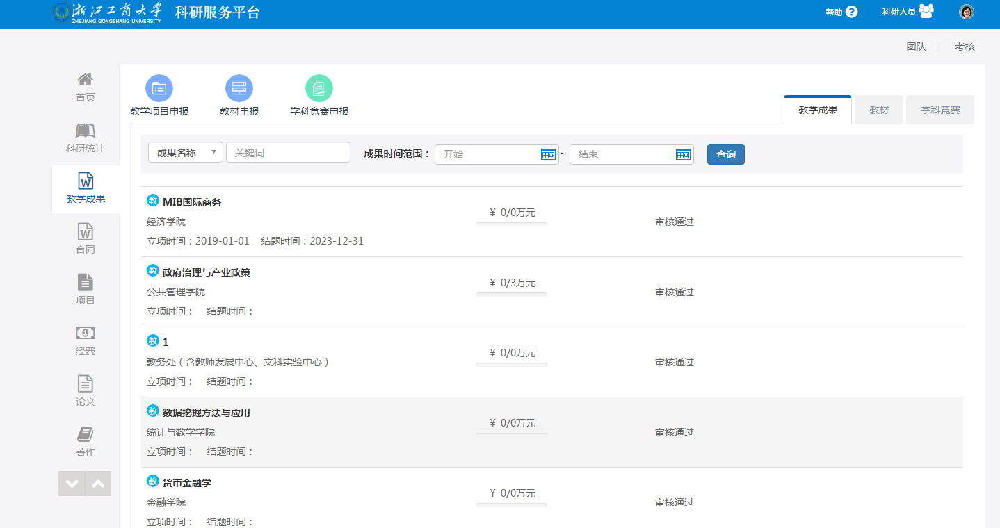 浙江工商大学 科研服务平台
ZHEJIANG GONGSHANG UNIVERSITY
帮助 ?
科研人员
团队 | 考核
首页
科研统计
教学成果
合同
项目
经费
论文
著作
教学项目申报 教材申报 学科竞赛申报
教学成果 教材 学科竞赛
成果名称 关键词 成果时间范围： 开始 ~ 结束 查询
教 MIB国际商务
¥ 0/0万元
经济学院
审核通过
立项时间：2019-01-01 结题时间：2023-12-31
教 政府治理与产业政策
¥ 0/3万元
公共管理学院
审核通过
立项时间： 结题时间：
教 1
¥ 0/0万元
教务处（含教师发展中心、文科实验中心）
审核通过
立项时间： 结题时间：
教 数据挖掘方法与应用
¥ 0/0万元
统计与数学学院
审核通过
立项时间： 结题时间：
教 货币金融学
¥ 0/0万元
金融学院
审核通过
立项时间： 结题时间：